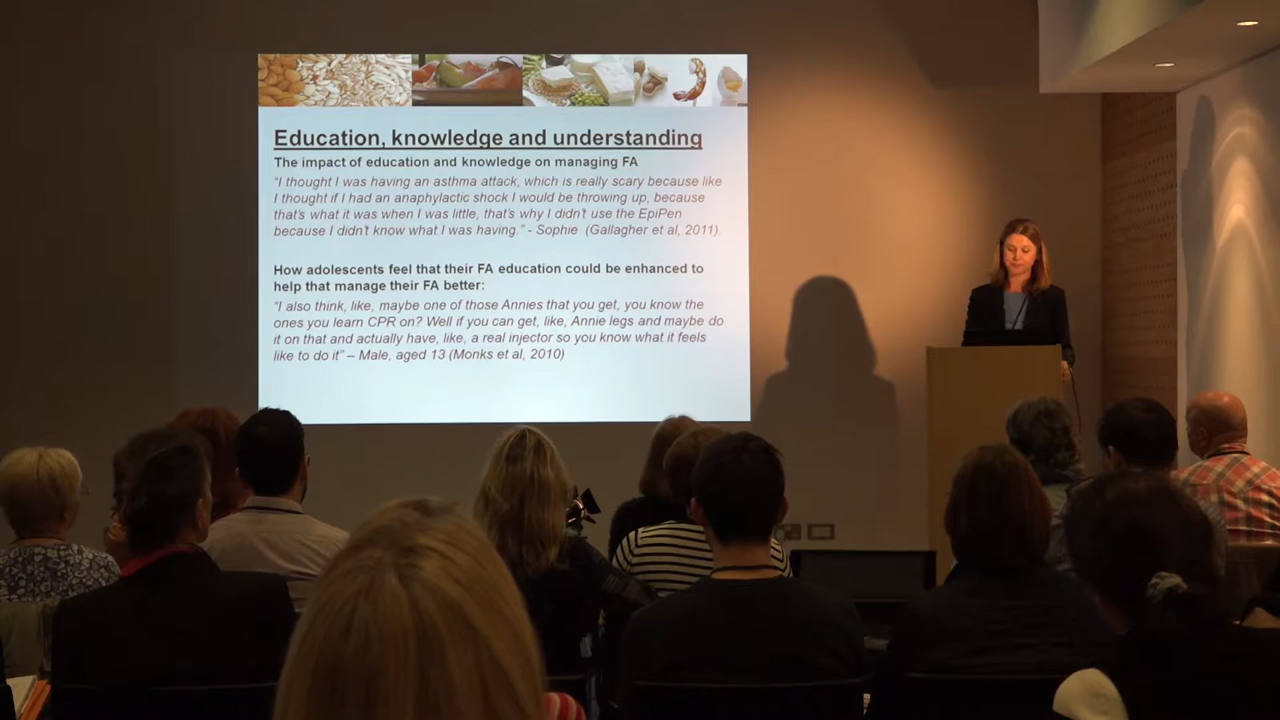 Education, knowledge and understanding
The impact of education and knowledge on managing FA
“I thought I was having an asthma attack, which is really scary because like
I thought if I had an anaphylactic shock I would be throwing up, because
that's what it was when I was little, that's why I didn't use the EpiPen
because I didn't know what I was having.” - Sophie (Gallagher et al, 2011)
How adolescents feel that their FA education could be enhanced to
help that manage their FA better:
“I also think, like, maybe one of those Annies that you get, you know the
ones you learn CPR on? Well if you can get, like, Annie legs and maybe do
it on that and actually have, like, a real injector so you know what it feels
like to do it” – Male, aged 13 (Monks et al, 2010)